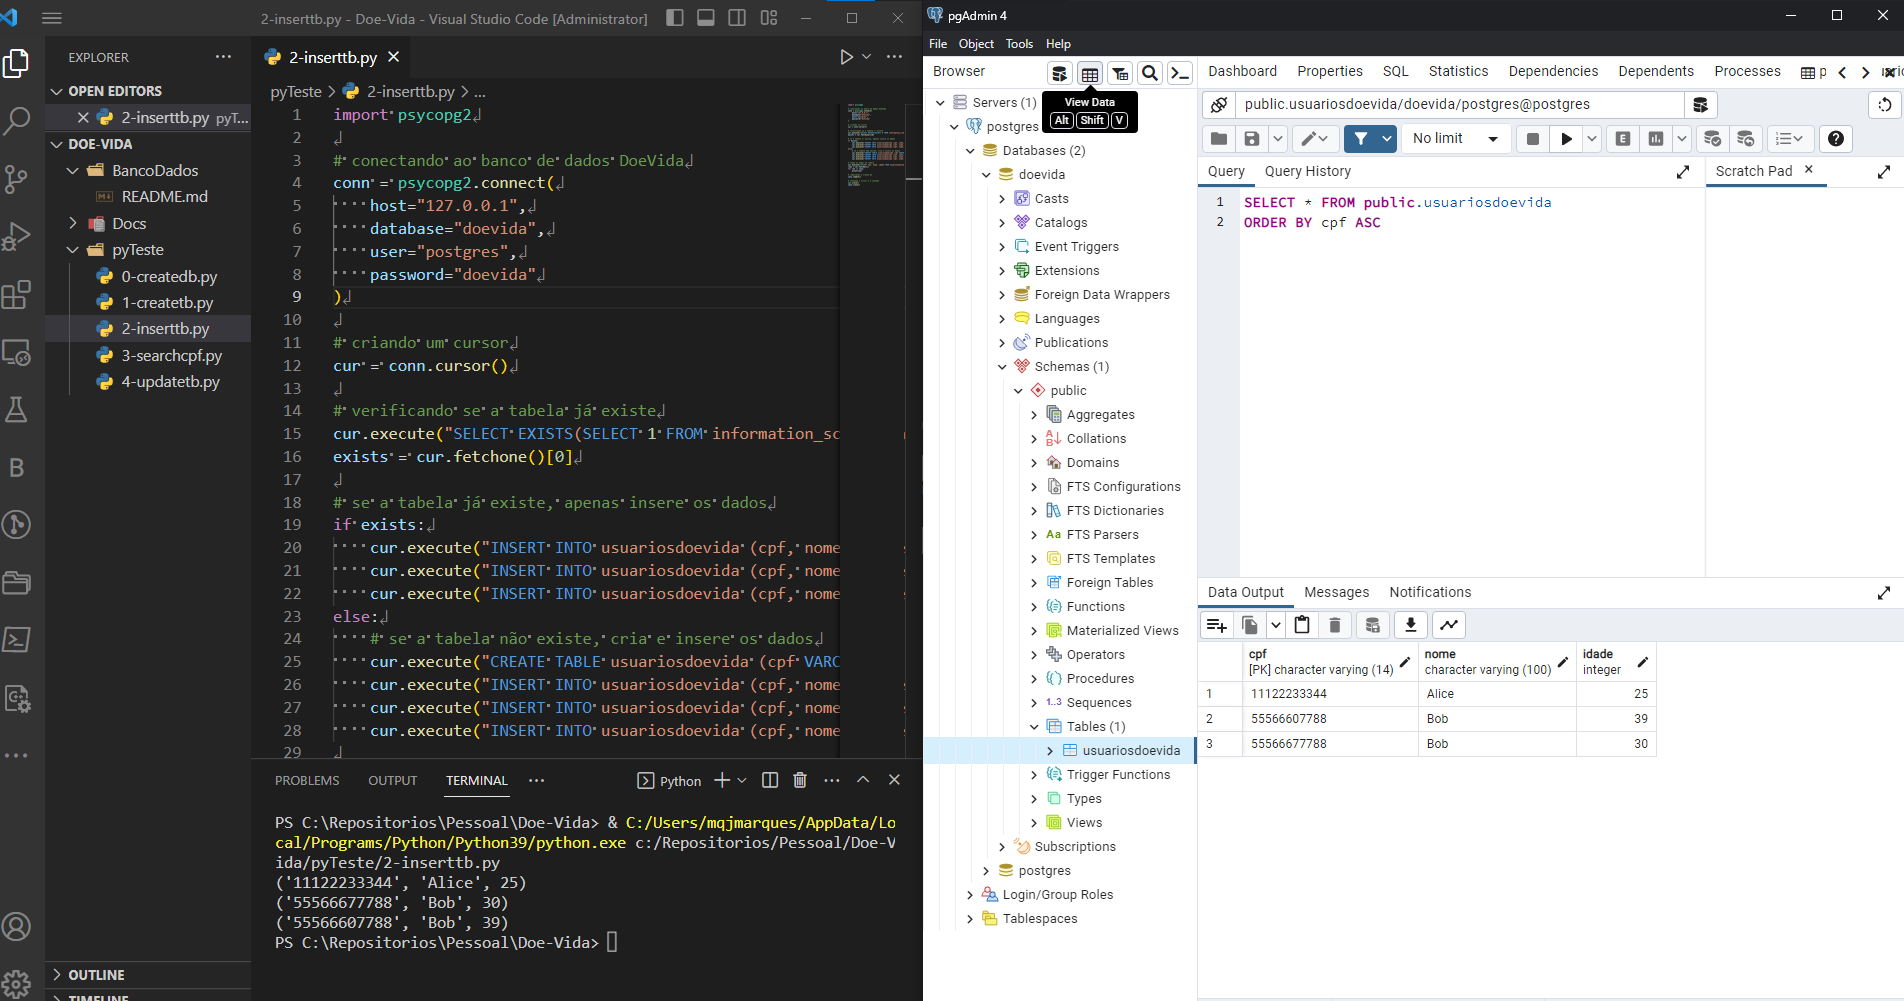 2-inserttb.py - Doe-Vida - Visual Studio Code [Administrator]
EXPLORER
OPEN EDITORS
2-inserttb.py pyT...
DOE-VIDA
BancoDados
README.md
Docs
pyTeste
0-createdb.py
1-createtb.py
2-inserttb.py
3-searchcpf.py
4-updatetb.py
OUTLINE
TIMELINE
2-inserttb.py
pyTeste > 2-inserttb.py > ...
1 import psycopg2
2
3 # conectando ao banco de dados DoeVida
4 conn = psycopg2.connect(
5 host="127.0.0.1",
6 database="doevida",
7 user="postgres",
8 password="doevida"
9 )
10
11 # criando um cursor
12 cur = conn.cursor()
13
14 # verificando se a tabela já existe
15 cur.execute("SELECT EXISTS(SELECT 1 FROM information_sc
16 exists = cur.fetchone()[0]
17
18 # se a tabela já existe, apenas insere os dados
19 if exists:
20 cur.execute("INSERT INTO usuariosdoevida (cpf, nome
21 cur.execute("INSERT INTO usuariosdoevida (cpf, nome
22 cur.execute("INSERT INTO usuariosdoevida (cpf, nome
23 else:
24 # se a tabela não existe, cria e insere os dados
25 cur.execute("CREATE TABLE usuariosdoevida (cpf VARC
26 cur.execute("INSERT INTO usuariosdoevida (cpf, nome
27 cur.execute("INSERT INTO usuariosdoevida (cpf, nome
28 cur.execute("INSERT INTO usuariosdoevida (cpf, nome
29
PROBLEMS OUTPUT TERMINAL ... Python
PS C:\Repositorios\Pessoal\Doe-Vida> & C:/Users/mqjmarques/AppData/Lo
cal/Programs/Python/Python39/python.exe c:/Repositorios/Pessoal/Doe-V
ida/pyTeste/2-inserttb.py
('11122233344', 'Alice', 25)
('55566677788', 'Bob', 30)
('55566607788', 'Bob', 39)
PS C:\Repositorios\Pessoal\Doe-Vida>
pgAdmin 4
File Object Tools Help
Browser
View Data
Alt Shift V
Servers (1)
postgres
Databases (2)
doevida
Casts
Catalogs
Event Triggers
Extensions
Foreign Data Wrappers
Languages
Publications
Schemas (1)
public
Aggregates
Collations
Domains
FTS Configurations
FTS Dictionaries
FTS Parsers
FTS Templates
Foreign Tables
Functions
Materialized Views
Operators
Procedures
Sequences
Tables (1)
usuariosdoevida
Trigger Functions
Types
Views
Subscriptions
postgres
Login/Group Roles
Tablespaces
Dashboard Properties SQL Statistics Dependencies Dependents Processes
public.usuariosdoevida/doevida/postgres@postgres
No limit
Query Query History
Scratch Pad
1 SELECT * FROM public.usuariosdoevida
2 ORDER BY cpf ASC
Data Output Messages Notifications
cpf nome idade
[PK] character varying (14) character varying (100) integer
1 11122233344 Alice 25
2 55566607788 Bob 39
3 55566677788 Bob 30